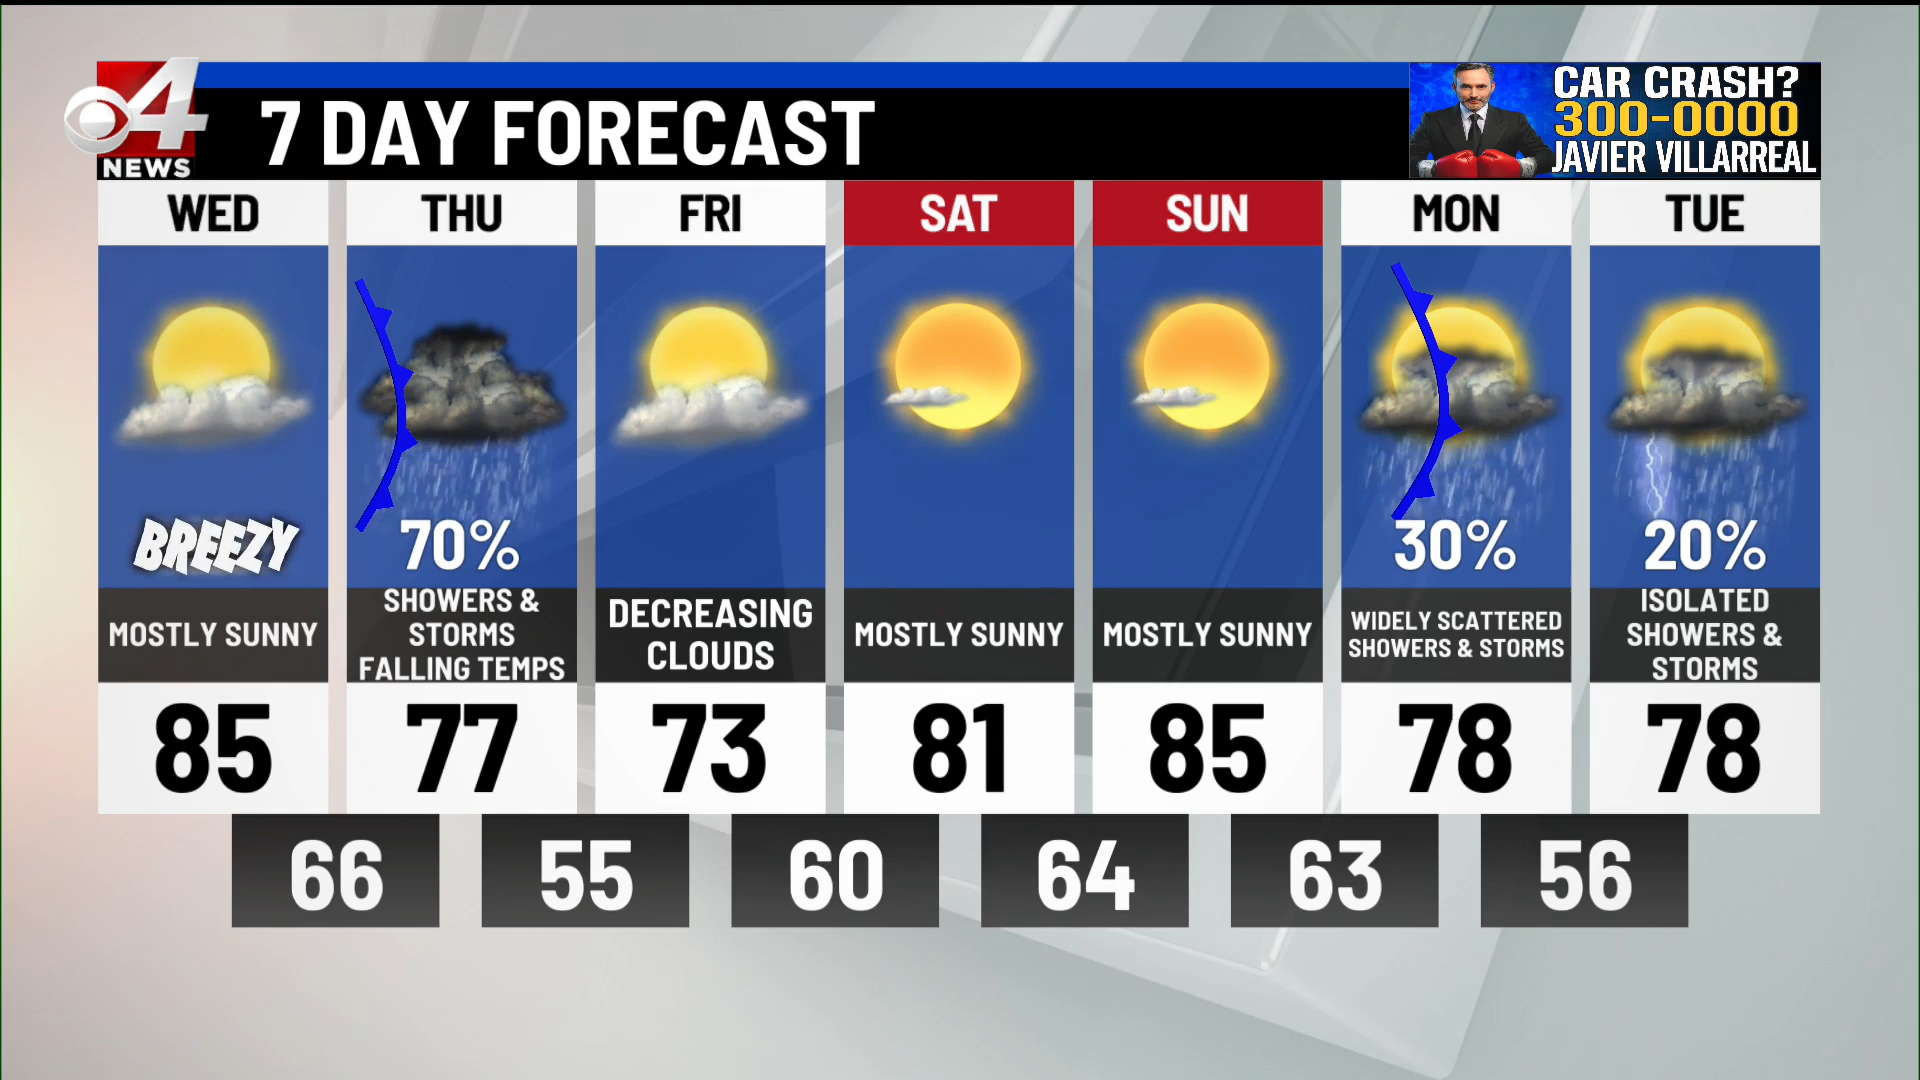 4
NEWS
7 DAY FORECAST
CAR CRASH?
300-0000
JAVIER VILLARREAL
WED
THU
FRI
SAT
SUN
MON
TUE
BREEZY
70%
30%
20%
MOSTLY SUNNY
SHOWERS &
STORMS
FALLING TEMPS
DECREASING
CLOUDS
MOSTLY SUNNY
MOSTLY SUNNY
WIDELY SCATTERED
SHOWERS & STORMS
ISOLATED
SHOWERS &
STORMS
85
77
73
81
85
78
78
66
55
60
64
63
56